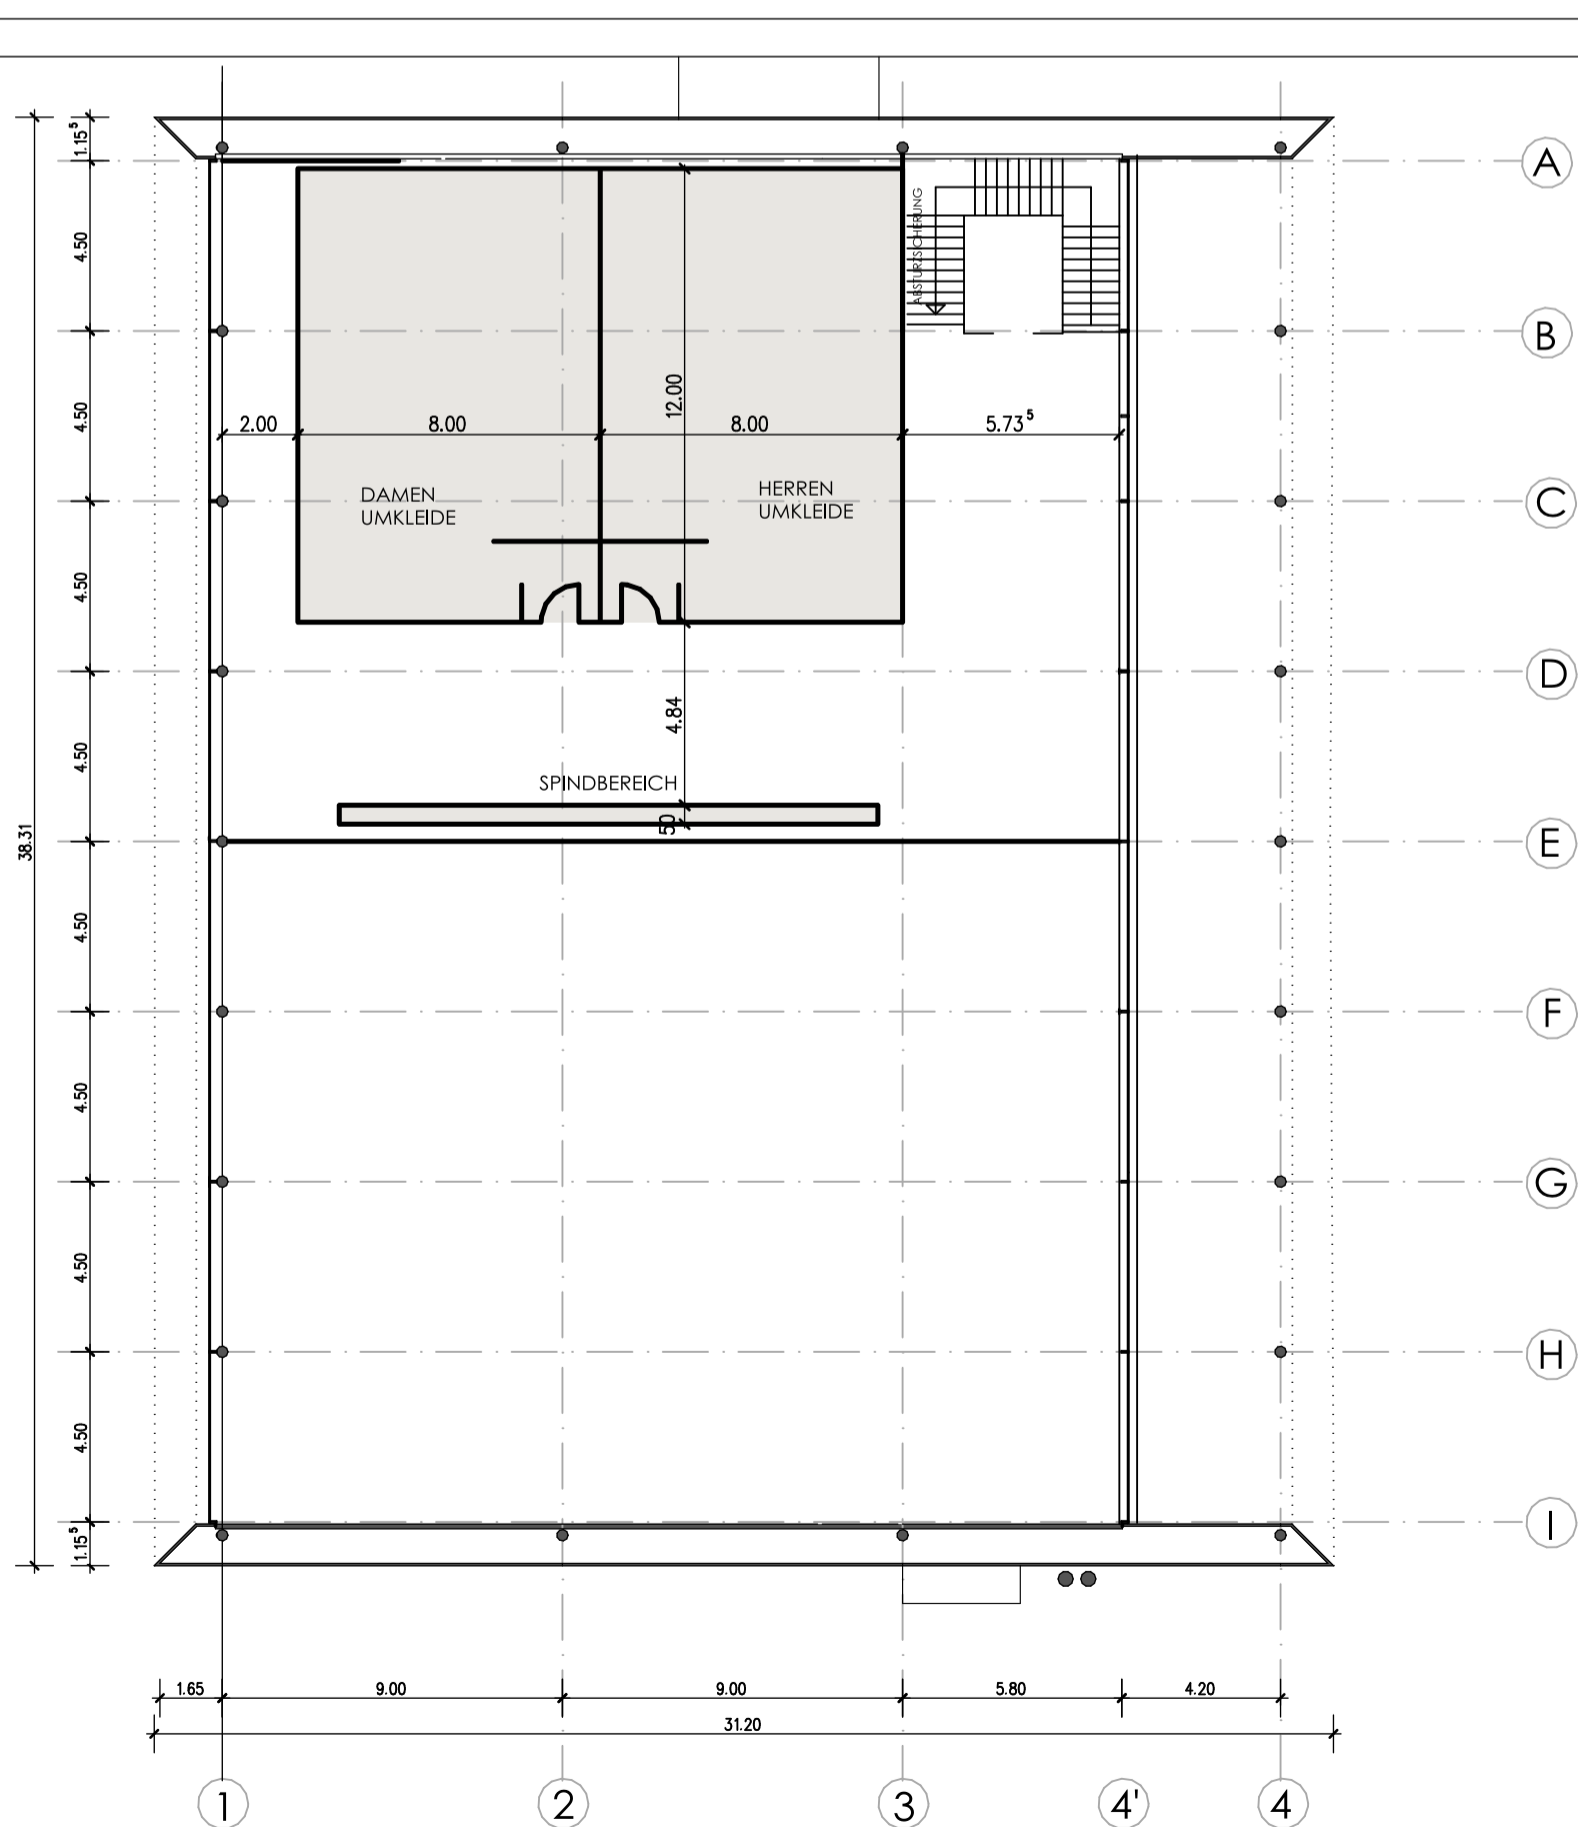 1.15⁵
A
4.50
ABSTURZSICHERUNG
B
4.50
12.00
2.00 8.00 8.00 5.73⁵
DAMEN
UMKLEIDE
HERREN
UMKLEIDE
C
4.50
D
4.50
4.84
SPINDBEREICH
50
38.31
E
4.50
F
4.50
G
4.50
H
4.50
1.15⁵
I
1.65 9.00 9.00 5.80 4.20
31.20
1 2 3 4' 4